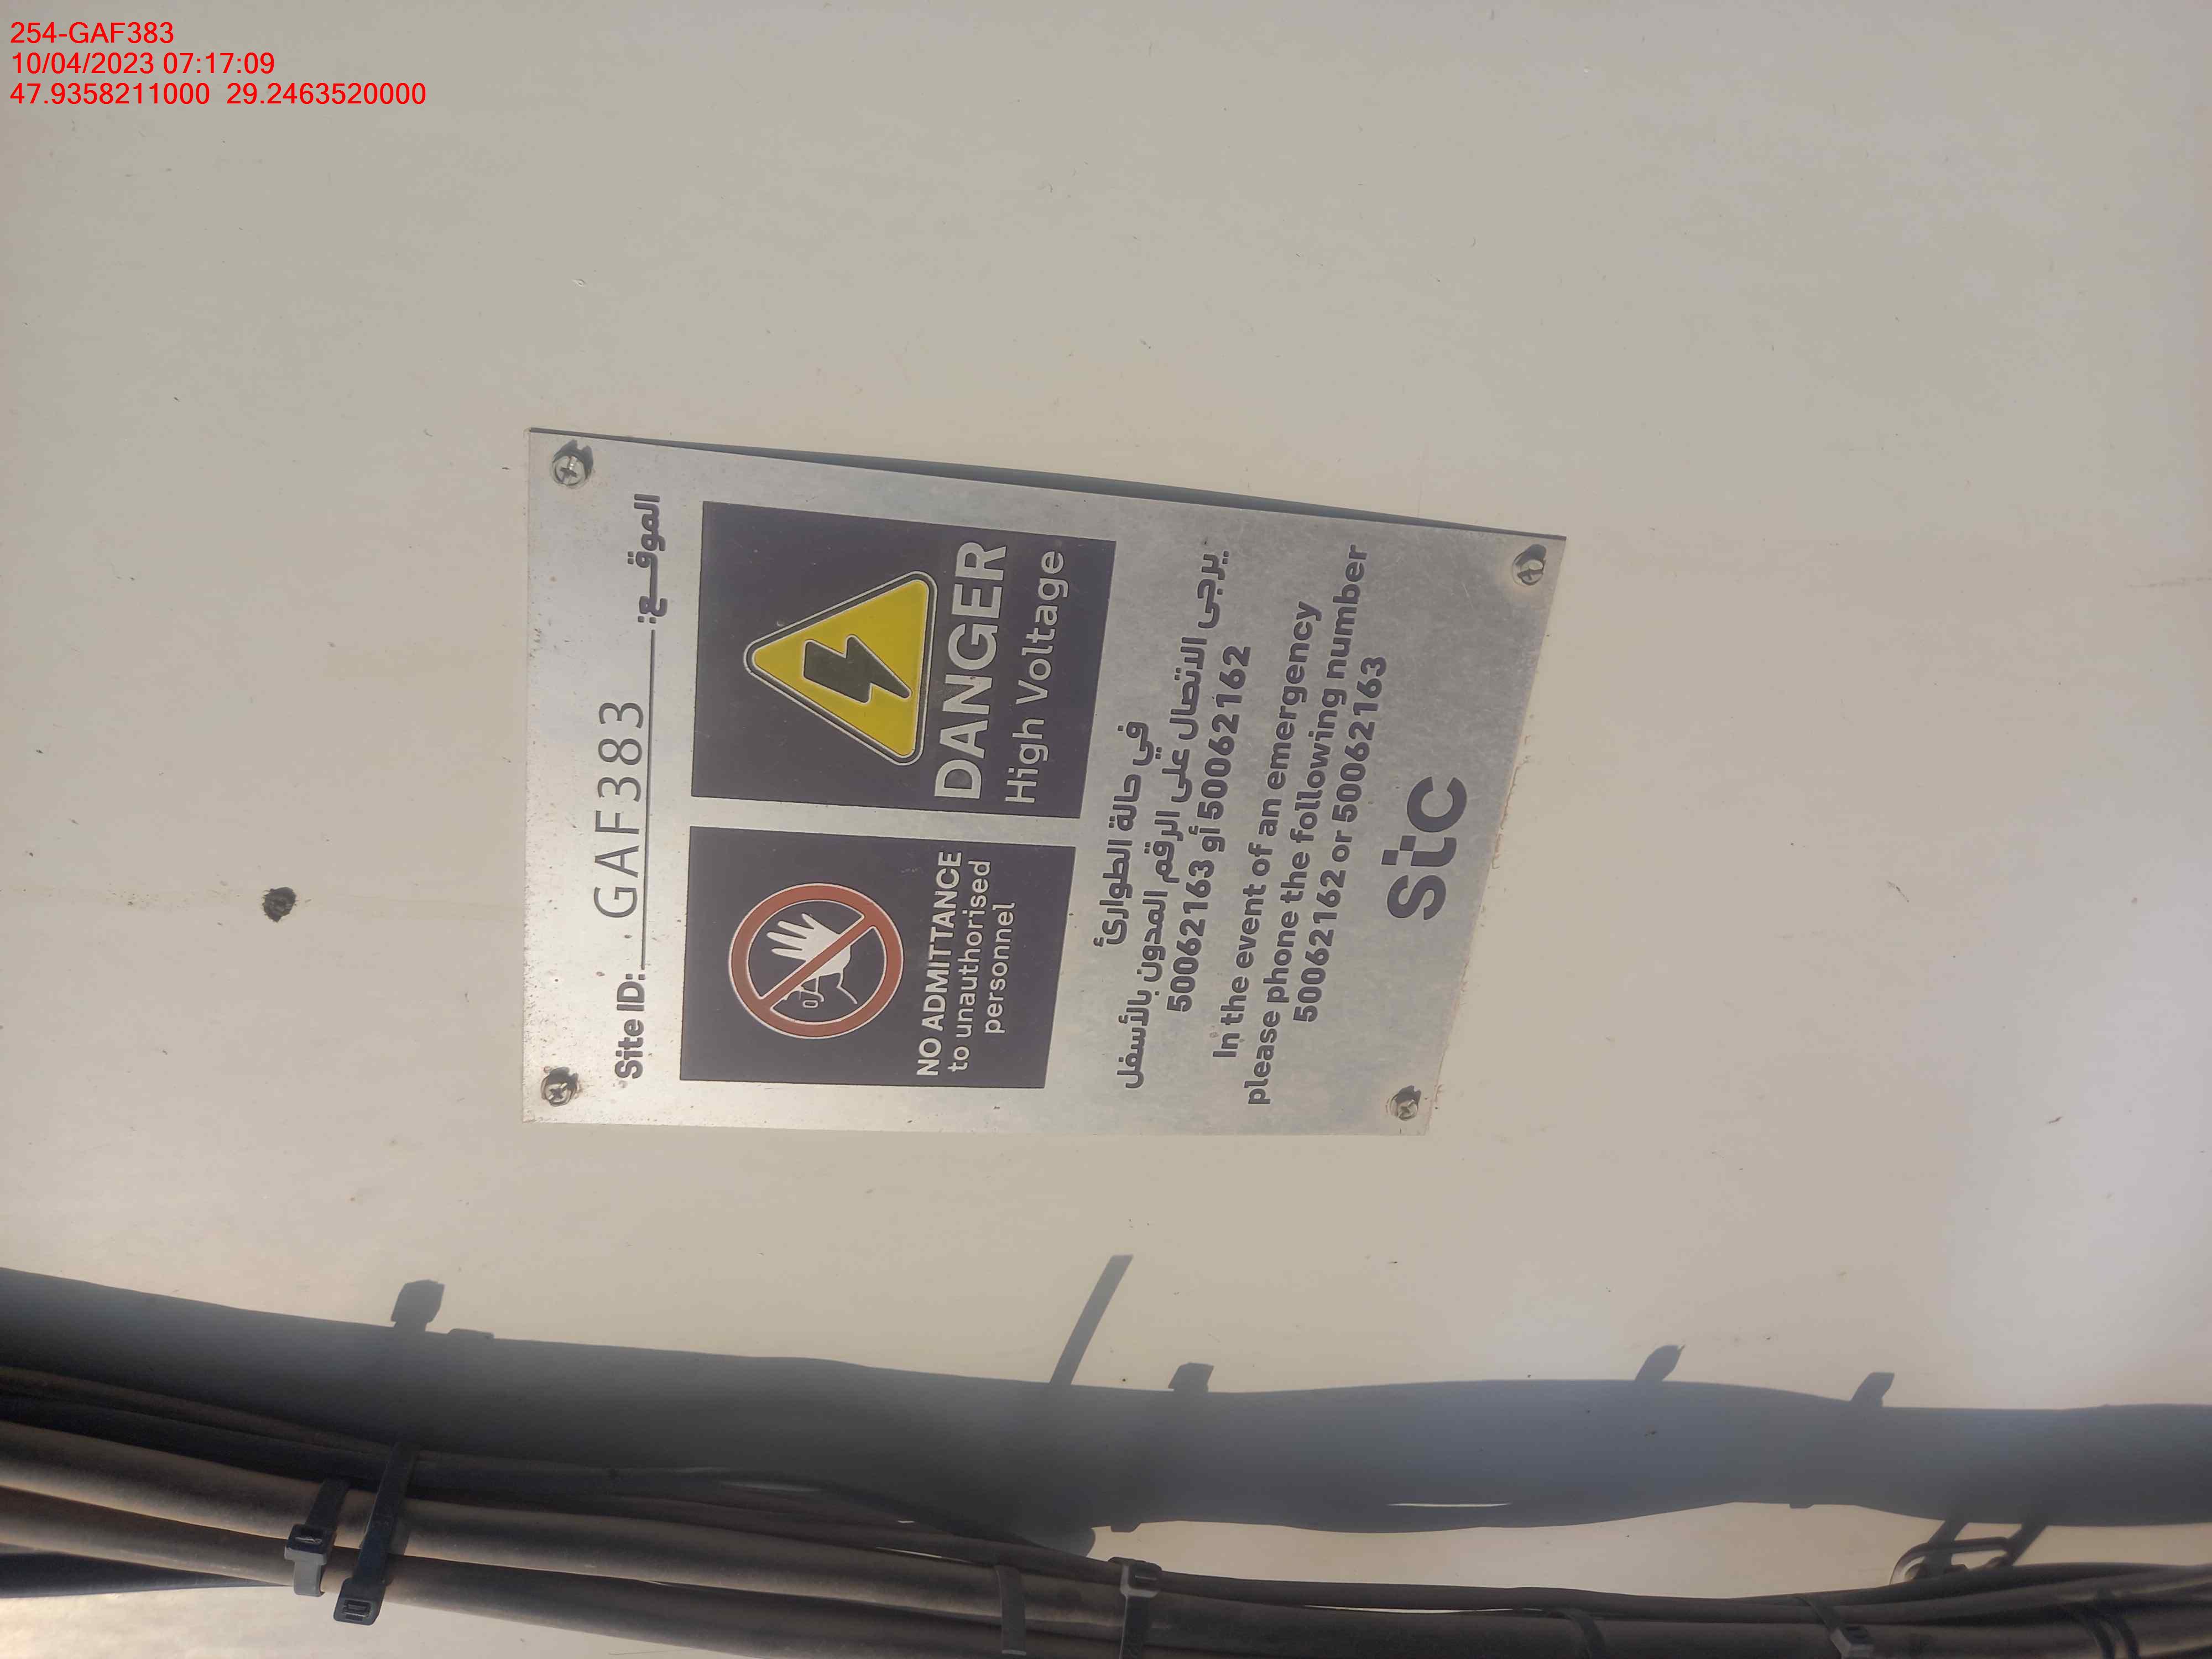 254-GAF383
10/04/2023 07:17:09
47.9358211000 29.2463520000
Site ID: GAF383 الموقع:
NO ADMITTANCE
to unauthorised
personnel
DANGER
High Voltage
في حالة الطوارئ
يرجى الاتصال على الرقم المدون بالأسفل
50062162 أو 50062163
In the event of an emergency
please phone the following number
50062162 or 50062163
stc